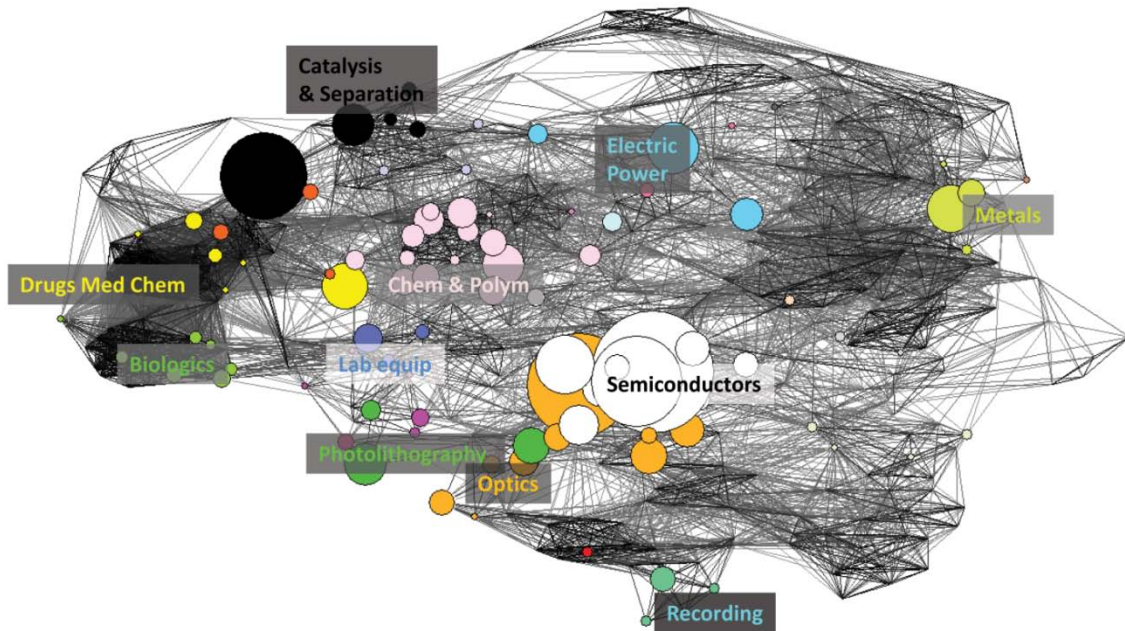 Catalysis
& Separation
Electric
Power
Metals
Drugs Med Chem
Chem & Polym
Biologics
Lab equip
Semiconductors
Photolithography
Optics
Recording